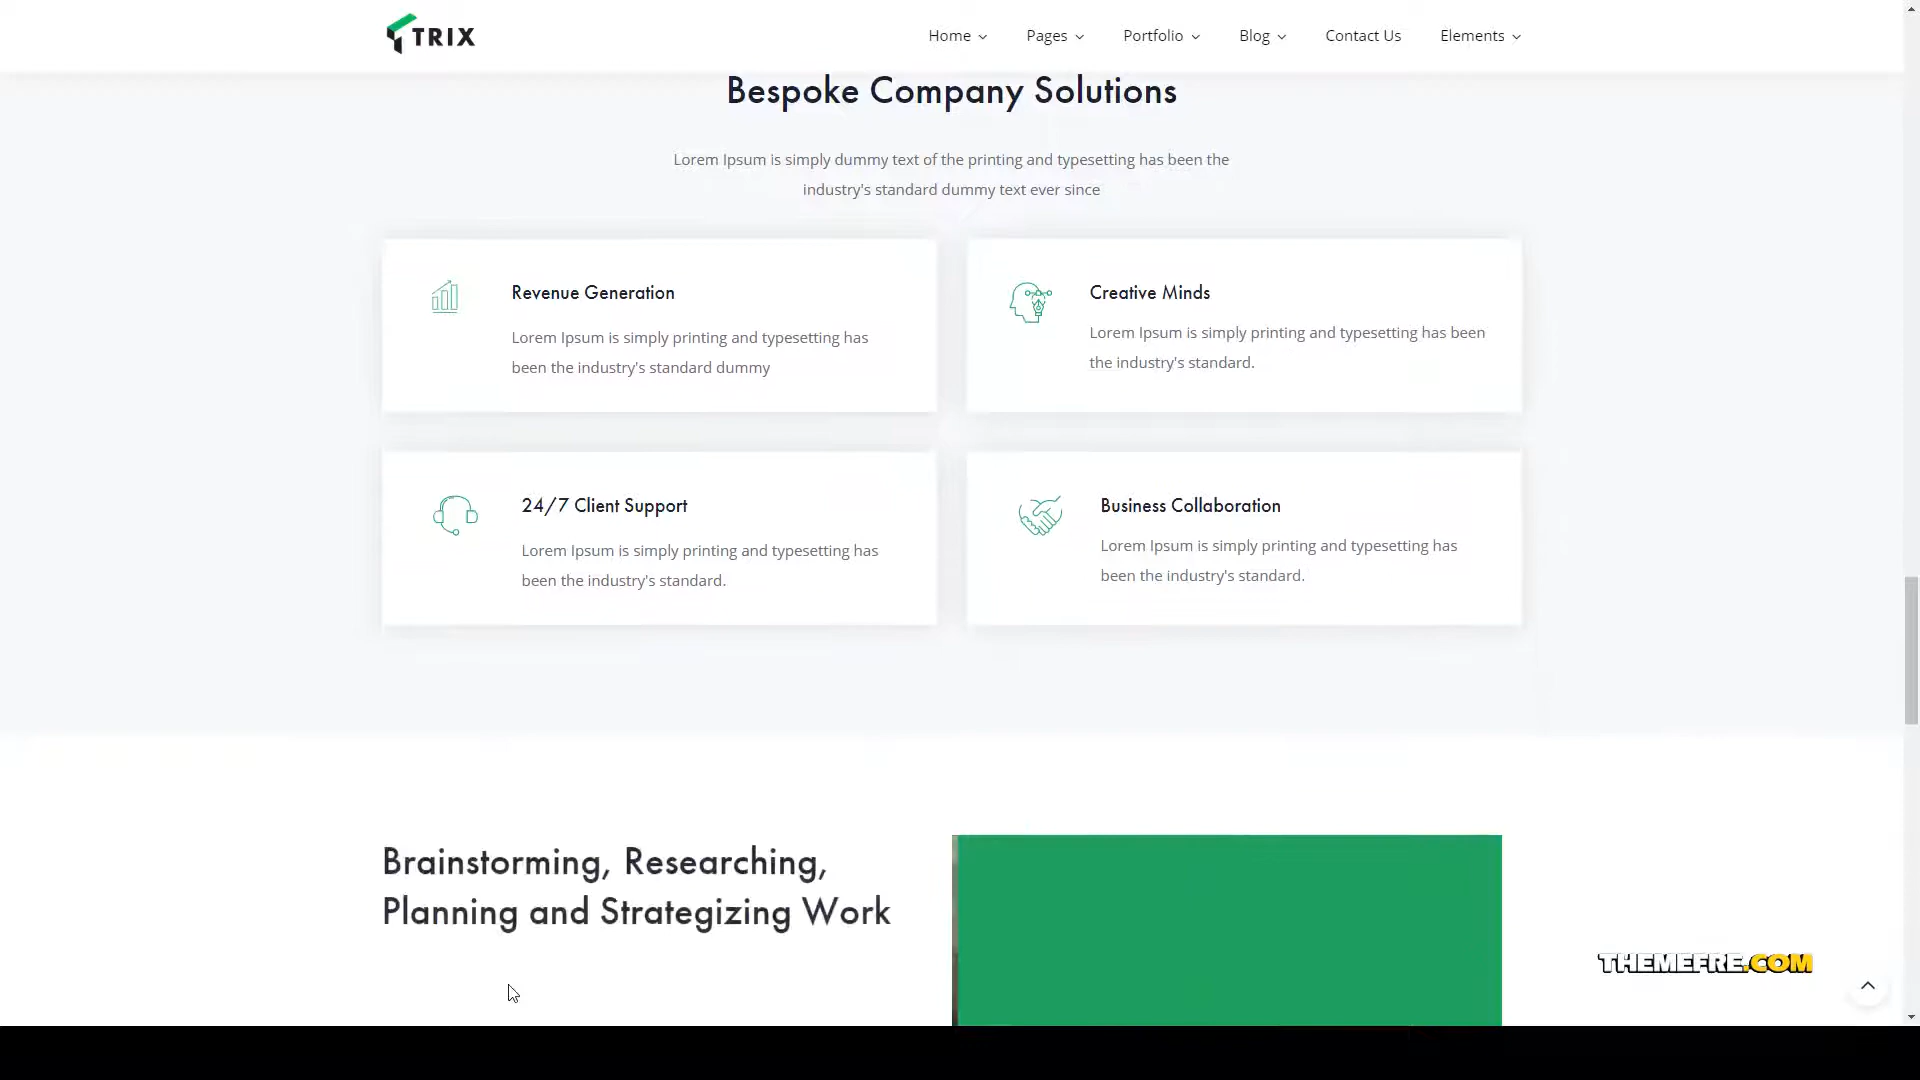 TRIX
Home Pages Portfolio Blog Contact Us Elements
Bespoke Company Solutions
Lorem Ipsum is simply dummy text of the printing and typesetting has been the
industry's standard dummy text ever since
Revenue Generation
Lorem Ipsum is simply printing and typesetting has
been the industry's standard dummy
Creative Minds
Lorem Ipsum is simply printing and typesetting has been
the industry's standard.
24/7 Client Support
Lorem Ipsum is simply printing and typesetting has
been the industry's standard.
Business Collaboration
Lorem Ipsum is simply printing and typesetting has
been the industry's standard.
Brainstorming, Researching,
Planning and Strategizing Work
THEMEFRE.COM